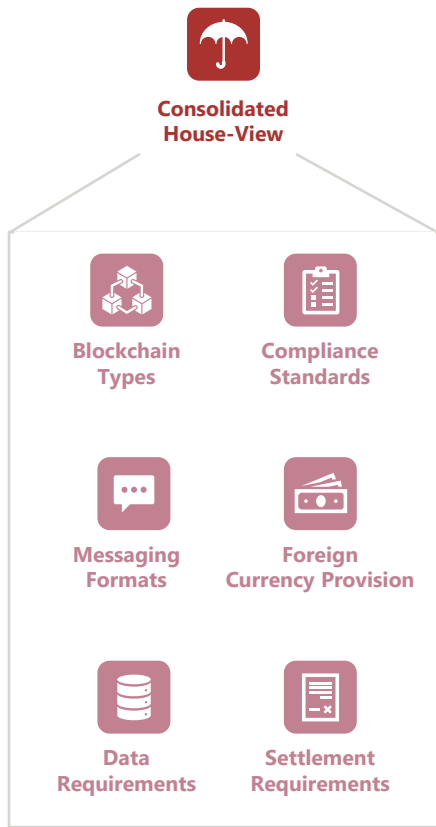 Consolidated
House-View
Blockchain
Types
Compliance
Standards
Messaging
Formats
Foreign
Currency Provision
Data
Requirements
Settlement
Requirements